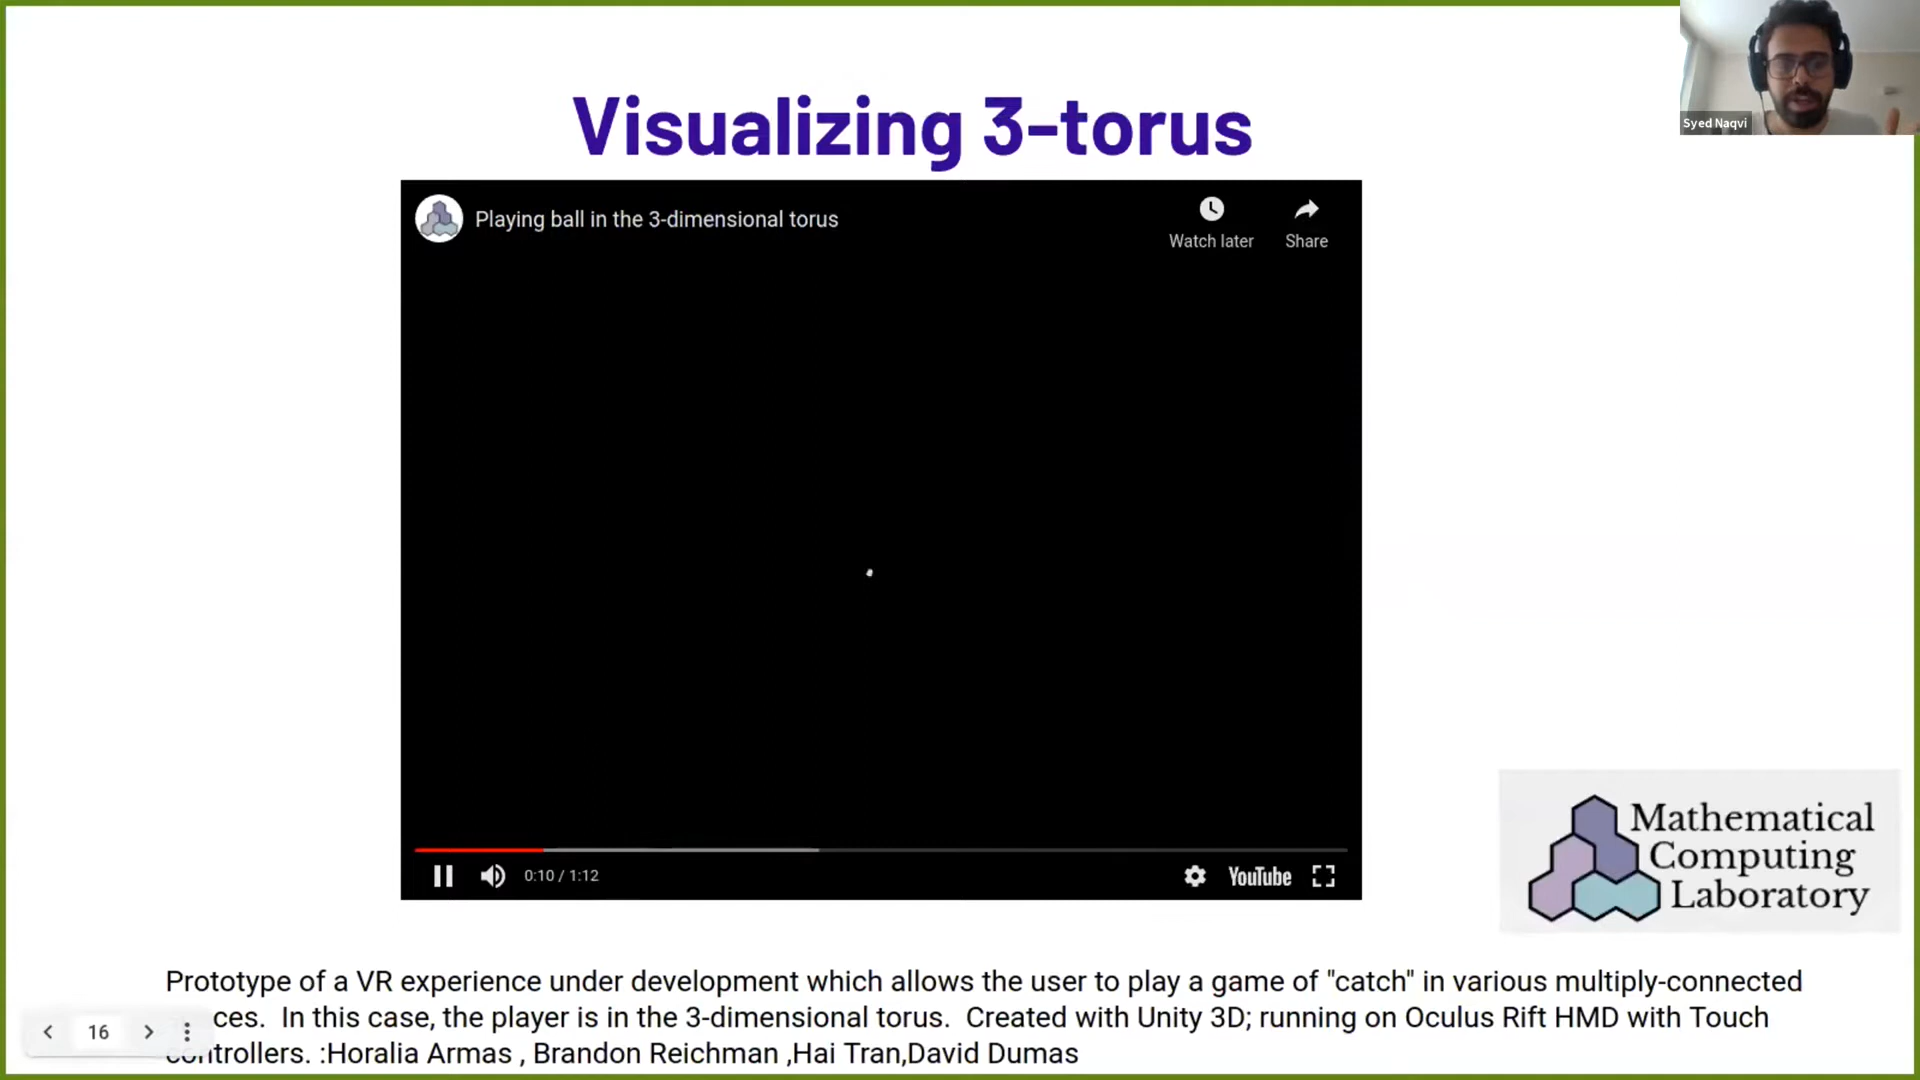 Visualizing 3-torus
Syed Naqvi
Playing ball in the 3-dimensional torus
Watch later
Share
0:10 / 1:12
YouTube
Mathematical
Computing
Laboratory
Prototype of a VR experience under development which allows the user to play a game of "catch" in various multiply-connected
ces. In this case, the player is in the 3-dimensional torus. Created with Unity 3D; running on Oculus Rift HMD with Touch
controllers. :Horalia Armas , Brandon Reichman ,Hai Tran,David Dumas
16